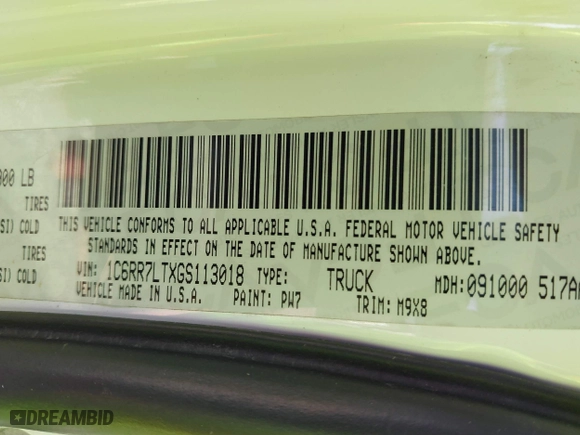 000 LB
TIRES
SI) COLD
TIRES
SI) COLD
THIS VEHICLE CONFORMS TO ALL APPLICABLE U.S.A. FEDERAL MOTOR VEHICLE SAFETY
STANDARDS IN EFFECT ON THE DATE OF MANUFACTURE SHOWN ABOVE.
VIN: 1C6RR7LTXGS113018 TYPE: TRUCK MDH:091000 517A
VEHICLE MADE IN U.S.A. PAINT: PW7 TRIM: M9X8
DREAMBID